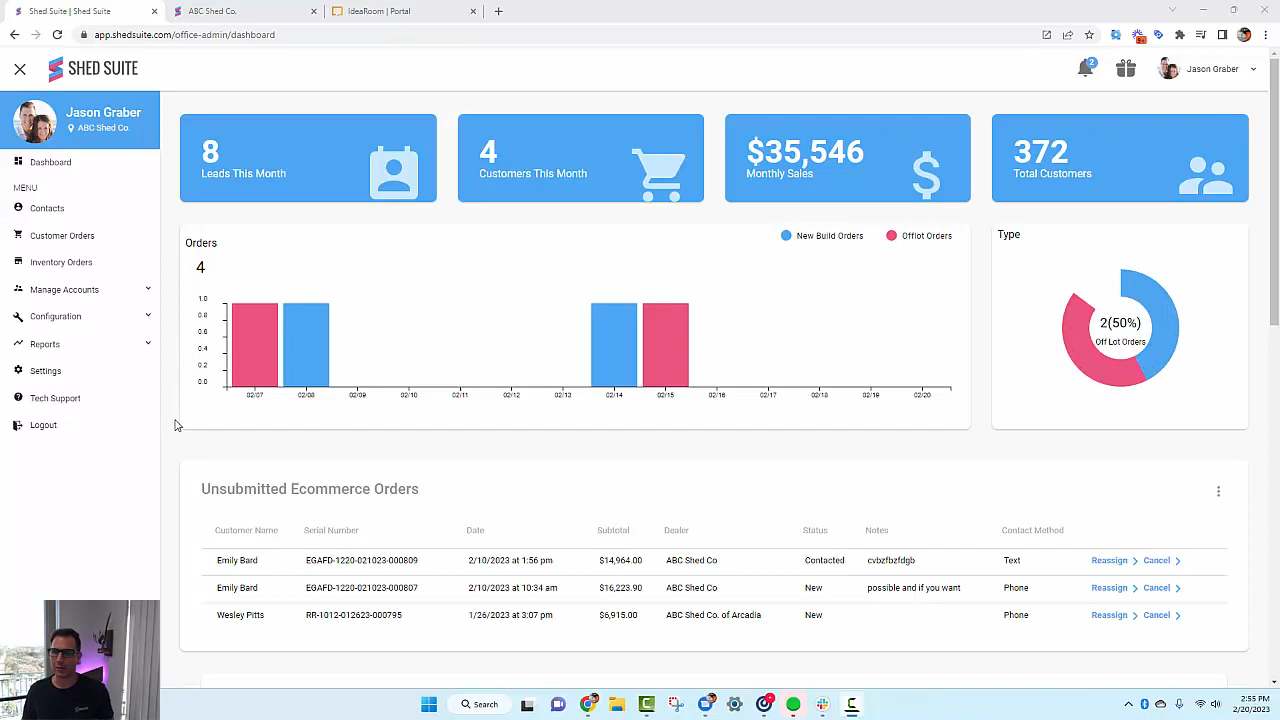 Shed Suite | Shed Suite
ABC Shed Co.
IdeaRoom | Portal
app.shedsuite.com/office-admin/dashboard
SHED SUITE
2
Jason Graber
Jason Graber
ABC Shed Co.
Dashboard
MENU
Contacts
Customer Orders
Inventory Orders
Manage Accounts
Configuration
Reports
Settings
Tech Support
Logout
8
Leads This Month
4
Customers This Month
$35,546
Monthly Sales
372
Total Customers
Orders
New Build Orders
Offlot Orders
4
1.0
0.8
0.6
0.4
0.2
0.0
02/07 02/08 02/09 02/10 02/11 02/12 02/13 02/14 02/15 02/16 02/17 02/18 02/19 02/20
Type
2(50%)
Off Lot Orders
Unsubmitted Ecommerce Orders
Customer Name Serial Number Date Subtotal Dealer Status Notes Contact Method
Emily Bard EGAFD-1220-021023-000809 2/10/2023 at 1:56 pm $14,964.00 ABC Shed Co Contacted cvbzfbzfdgb Text Reassign Cancel
Emily Bard EGAFD-1220-021023-000807 2/10/2023 at 10:34 am $16,223.90 ABC Shed Co New possible and if you want Phone Reassign Cancel
Wesley Pitts RR-1012-012623-000795 1/26/2023 at 3:07 pm $6,915.00 ABC Shed Co. of Arcadia New Phone Reassign Cancel
Search
2:55 PM
2/20/2023